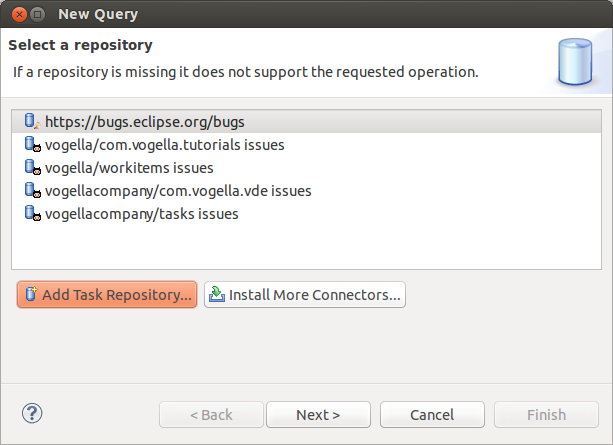 New Query
Select a repository
If a repository is missing it does not support the requested operation.
https://bugs.eclipse.org/bugs
vogella/com.vogella.tutorials issues
vogella/workitems issues
vogellacompany/com.vogella.vde issues
vogellacompany/tasks issues
Add Task Repository... Install More Connectors...
? < Back Next > Cancel Finish